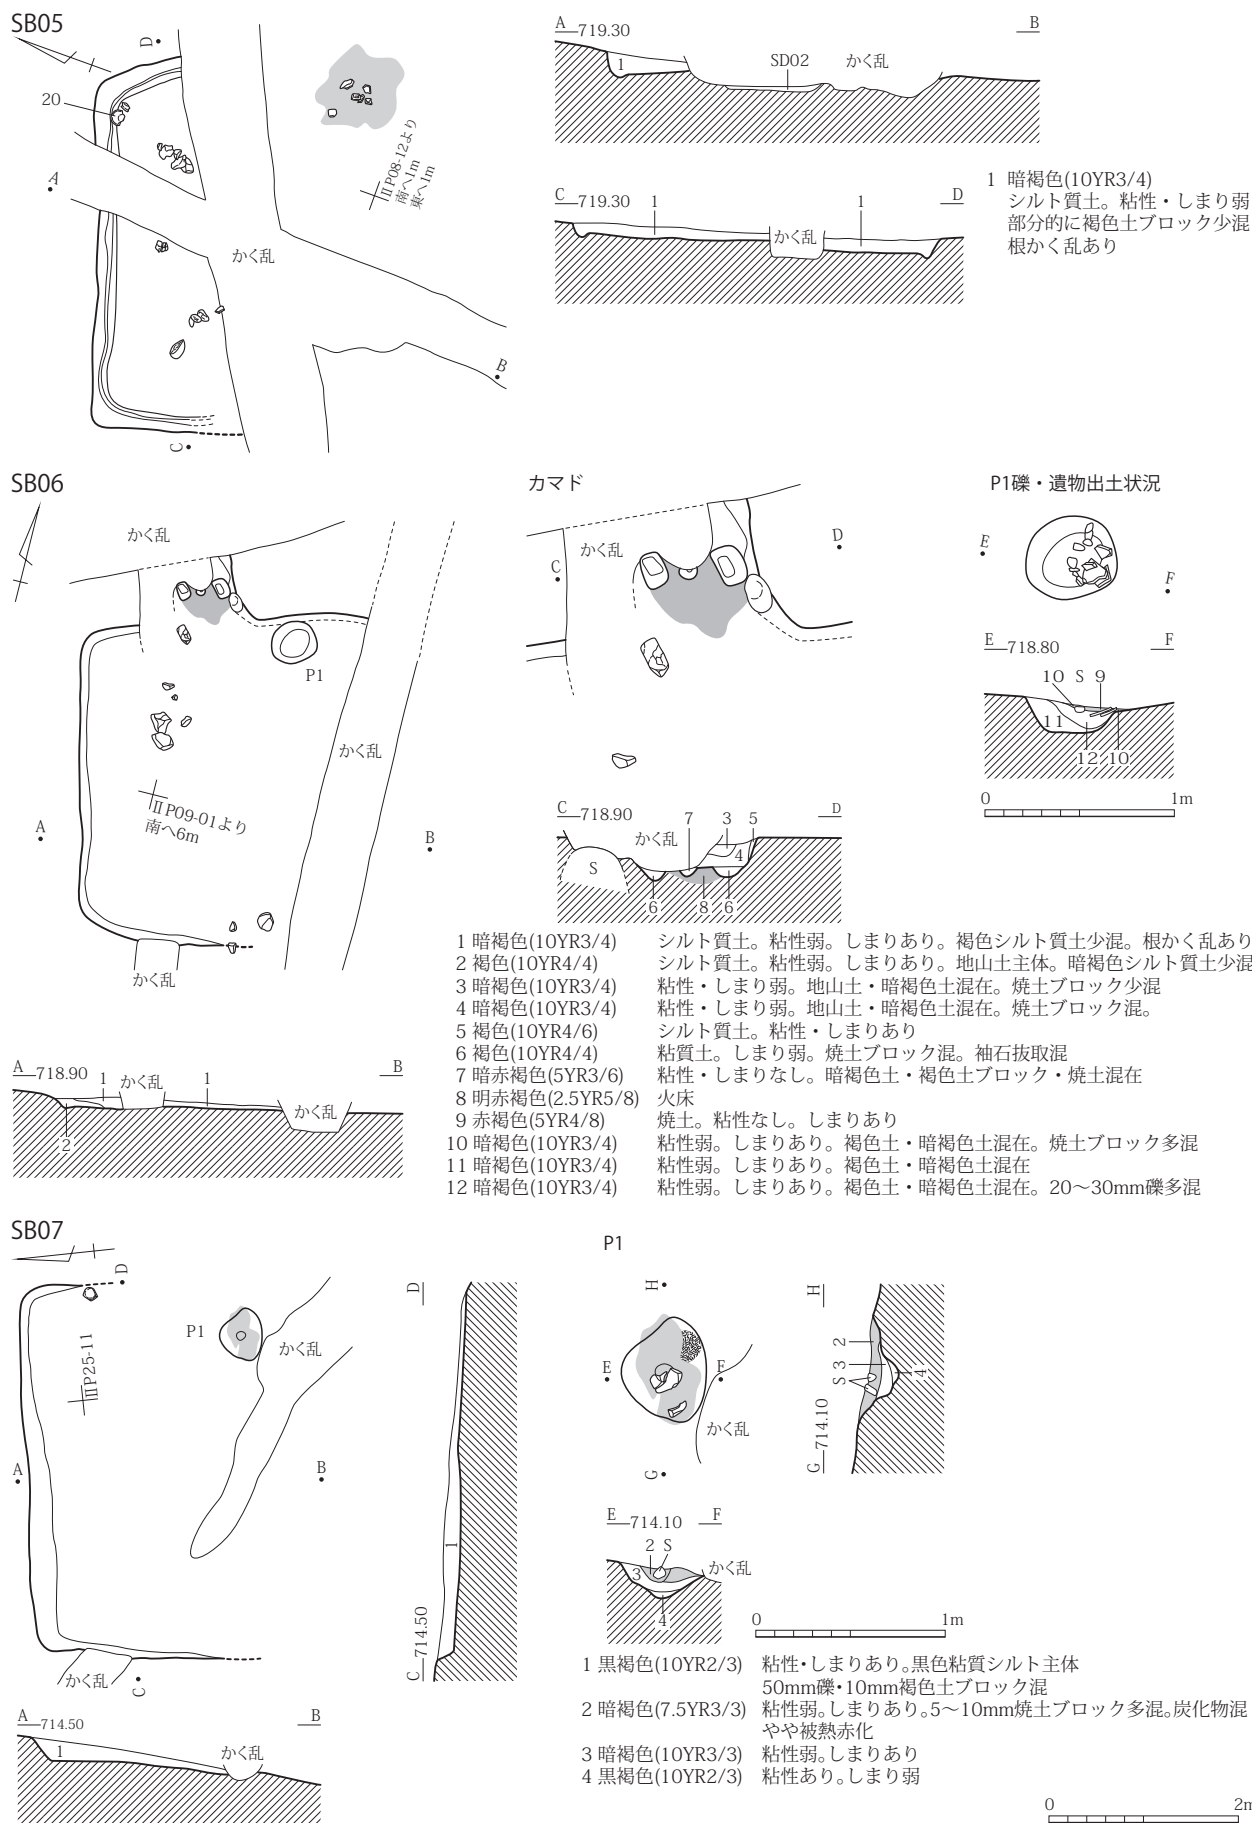 SB05
D
20
A
ⅡP08-12より
南へ1m
東へ1m
かく乱
B
C
A 719.30 B
1
SD02
かく乱
C 719.30 D
1
1
かく乱
1 暗褐色(10YR3/4)
シルト質土。粘性・しまり弱
部分的に褐色土ブロック少混
根かく乱あり
SB06
かく乱
P1
かく乱
ⅡP09-01より
南へ6m
A
B
かく乱
A 718.90 B
1 かく乱 1
かく乱
2
カマド
かく乱
C
D
C 718.90 D
かく乱 7 3 5
4
S
6 8 6
P1礫・遺物出土状況
E
F
E 718.80 F
10 S 9
11
12 10
0 1m
1 暗褐色(10YR3/4) シルト質土。粘性弱。しまりあり。褐色シルト質土少混。根かく乱あり
2 褐色(10YR4/4) シルト質土。粘性弱。しまりあり。地山土主体。暗褐色シルト質土少混
3 暗褐色(10YR3/4) 粘性・しまり弱。地山土・暗褐色土混在。焼土ブロック少混
4 暗褐色(10YR3/4) 粘性・しまり弱。地山土・暗褐色土混在。焼土ブロック混。
5 褐色(10YR4/6) シルト質土。粘性・しまりあり
6 褐色(10YR4/4) 粘質土。しまり弱。焼土ブロック混。袖石抜取混
7 暗赤褐色(5YR3/6) 粘性・しまりなし。暗褐色土・褐色土ブロック・焼土混在
8 明赤褐色(2.5YR5/8) 火床
9 赤褐色(5YR4/8) 焼土。粘性なし。しまりあり
10 暗褐色(10YR3/4) 粘性弱。しまりあり。褐色土・暗褐色土混在。焼土ブロック多混
11 暗褐色(10YR3/4) 粘性弱。しまりあり。褐色土・暗褐色土混在
12 暗褐色(10YR3/4) 粘性弱。しまりあり。褐色土・暗褐色土混在。20～30mm礫多混
SB07
D
P1
かく乱
ⅡP25-11
A
B
かく乱
C
A 714.50 B
1
かく乱
D
1
C 714.50
P1
H
E
F
かく乱
G
H
2
3
S
4
G 714.10
E 714.10 F
2 S
かく乱
3
4
0 1m
1 黒褐色(10YR2/3) 粘性・しまりあり。黒色粘質シルト主体
50mm礫・10mm褐色土ブロック混
2 暗褐色(7.5YR3/3) 粘性弱。しまりあり。5～10mm焼土ブロック多混。炭化物混
やや被熱赤化
3 暗褐色(10YR3/3) 粘性弱。しまりあり
4 黒褐色(10YR2/3) 粘性あり。しまり弱
0 2m